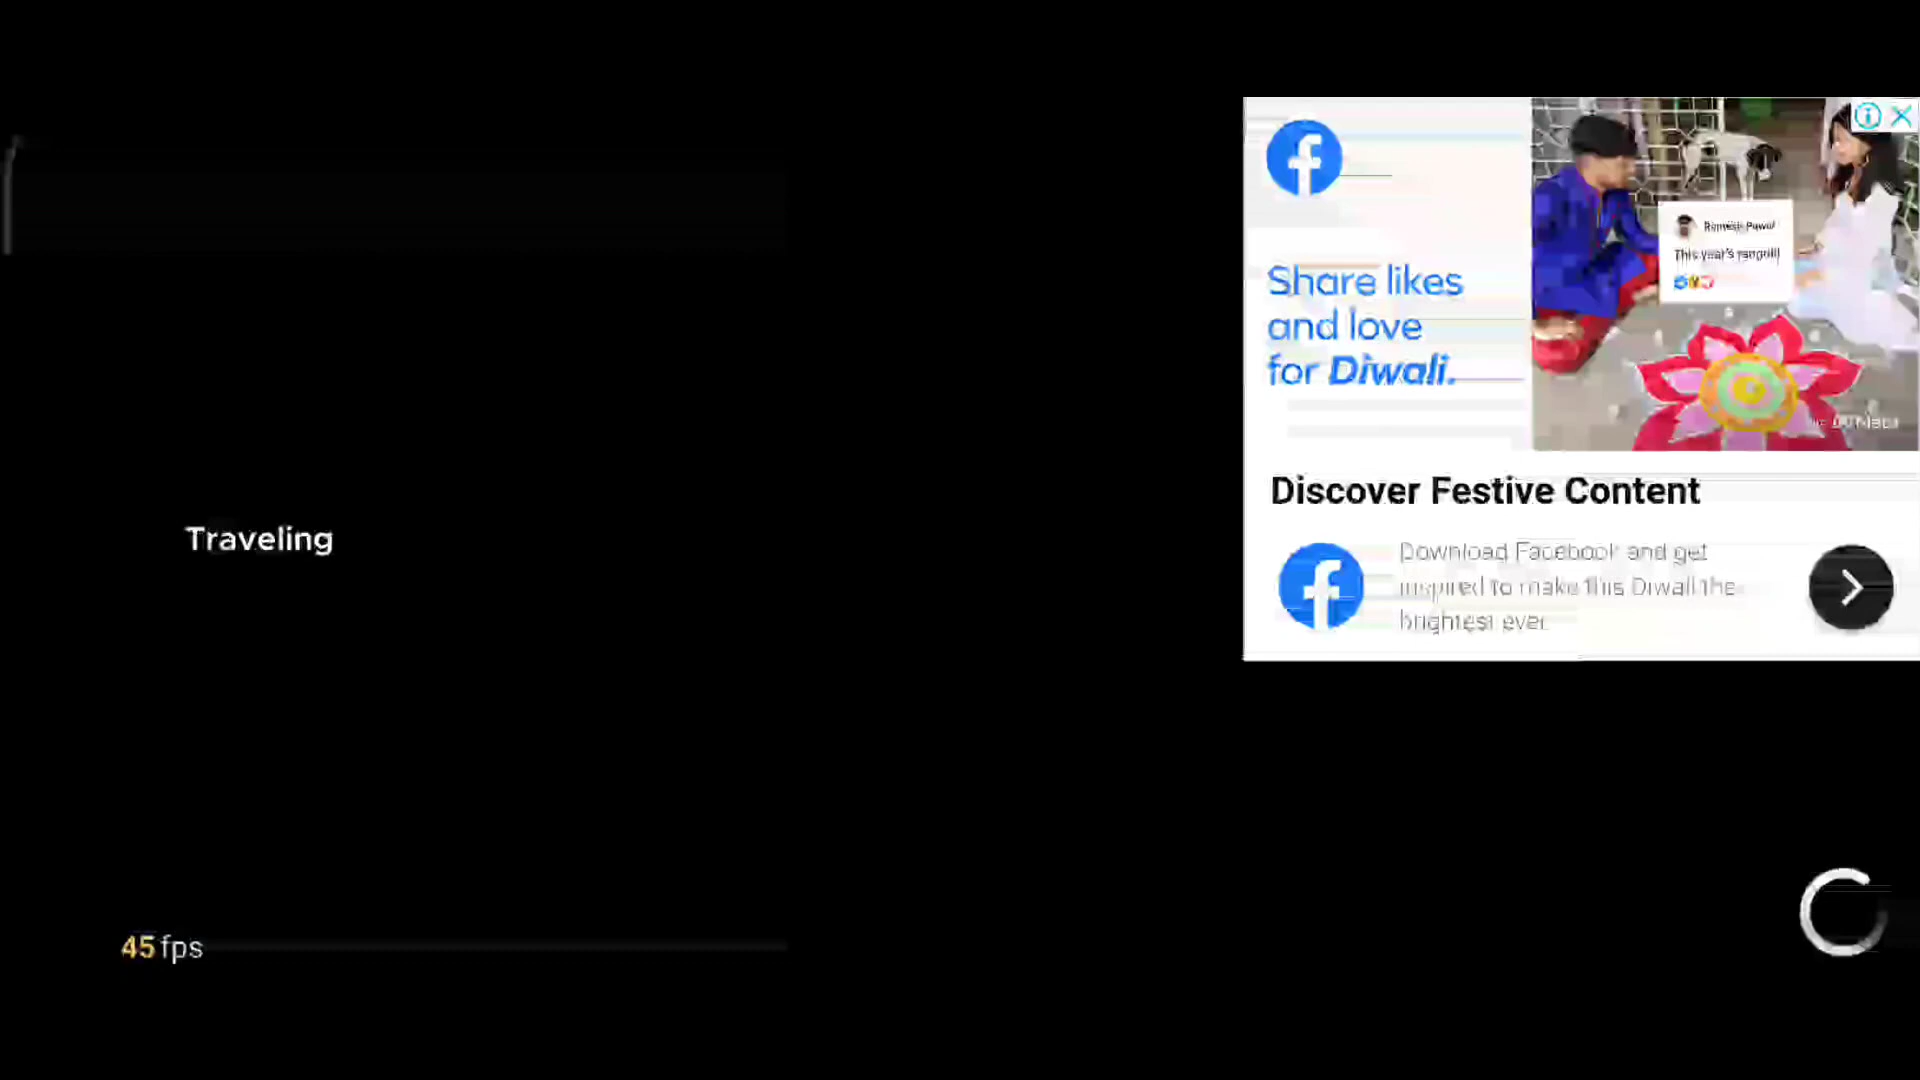 Traveling
45 fps
Share likes
and love
for Diwali.
This year's rangoli!
Discover Festive Content
Download Facebook and get
inspired to make this Diwali the
brightest ever.